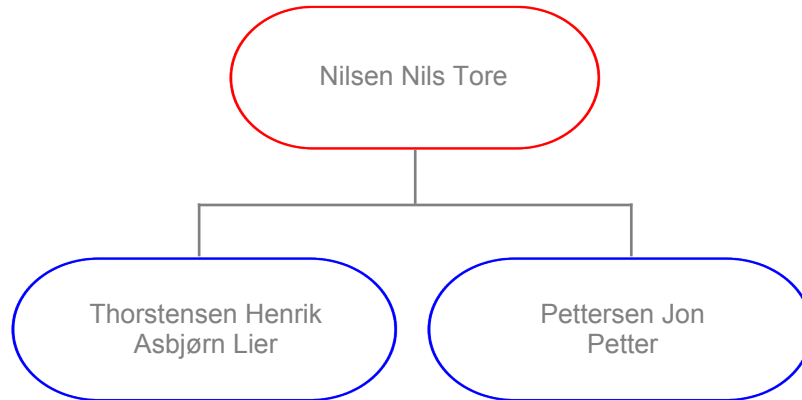 Nilsen Nils Tore
Thorstensen Henrik
Asbjørn Lier
Pettersen Jon
Petter